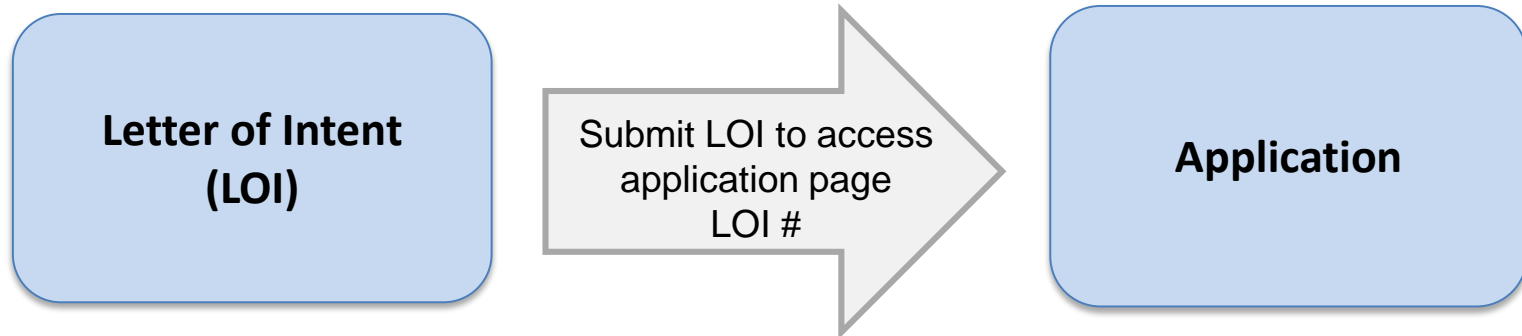 Letter of Intent
(LOI)
Submit LOI to access
application page
LOI #
Application